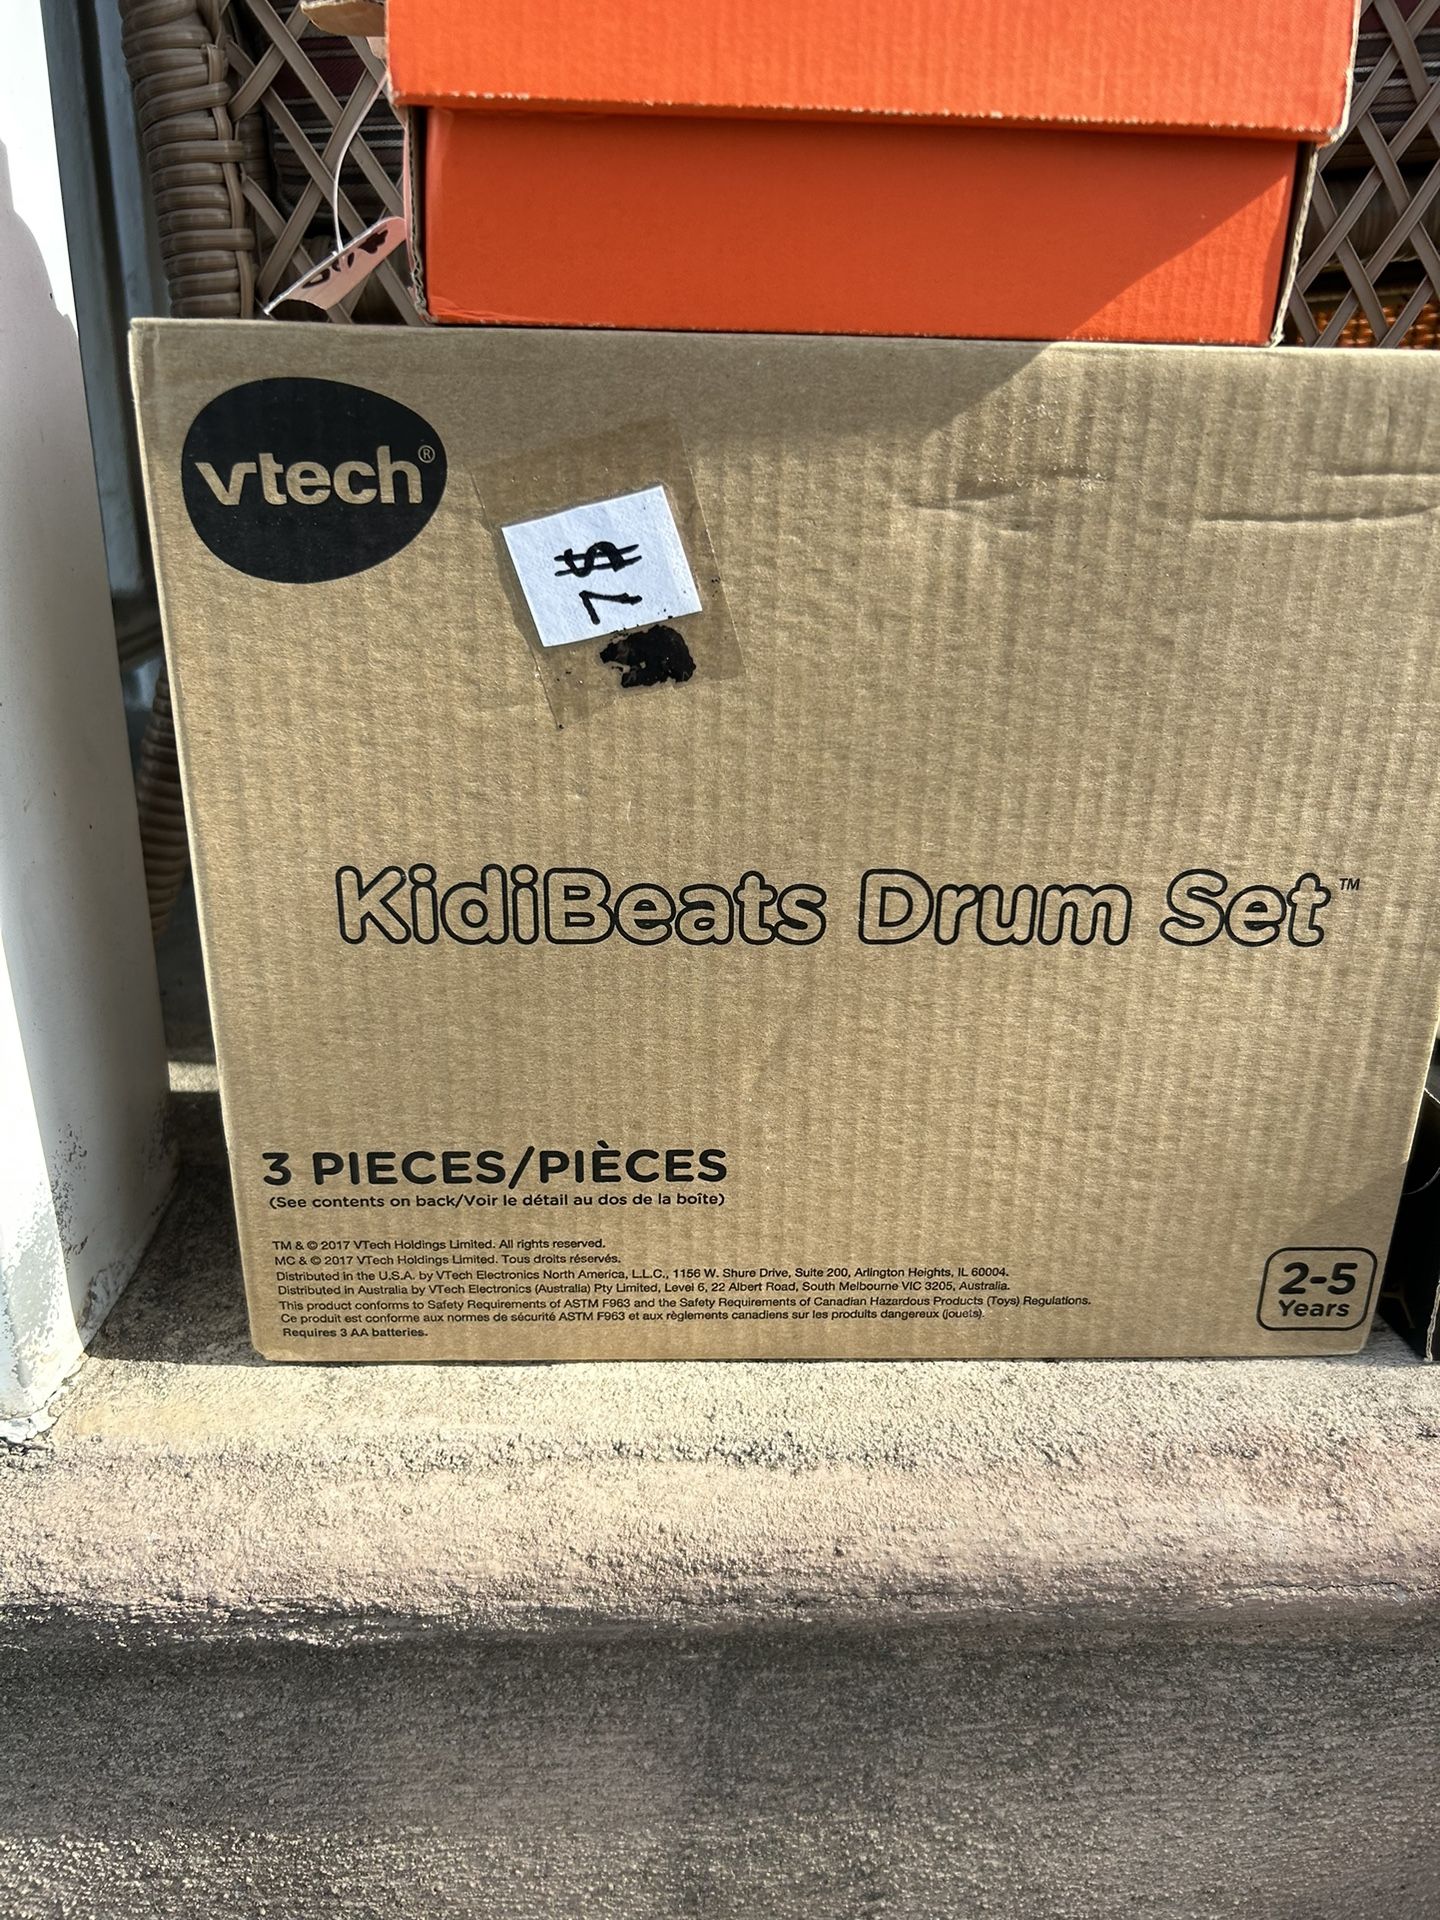 vtech®
$7
KidiBeats Drum Set™
3 PIECES/PIÈCES
(See contents on back/Voir le détail au dos de la boîte)
TM & © 2017 VTech Holdings Limited. All rights reserved.
MC & © 2017 VTech Holdings Limited. Tous droits réservés.
Distributed in the U.S.A. by VTech Electronics North America, L.L.C., 1156 W. Shure Drive, Suite 200, Arlington Heights, IL 60004.
Distributed in Australia by VTech Electronics (Australia) Pty Limited, Level 6, 22 Albert Road, South Melbourne VIC 3205, Australia.
This product conforms to Safety Requirements of ASTM F963 and the Safety Requirements of Canadian Hazardous Products (Toys) Regulations.
Ce produit est conforme aux normes de sécurité ASTM F963 et aux règlements canadiens sur les produits dangereux (jouets).
Requires 3 AA batteries.
2-5
Years